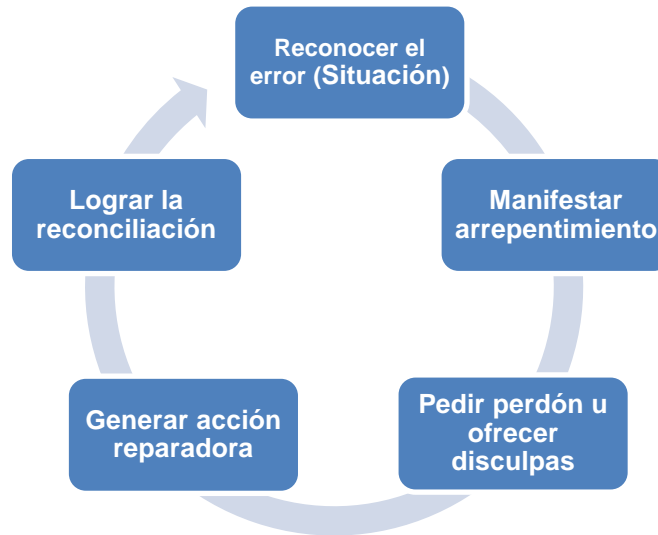 Reconocer el
error (Situación)
Manifestar
arrepentimiento
Pedir perdón u
ofrecer
disculpas
Generar acción
reparadora
Lograr la
reconciliación